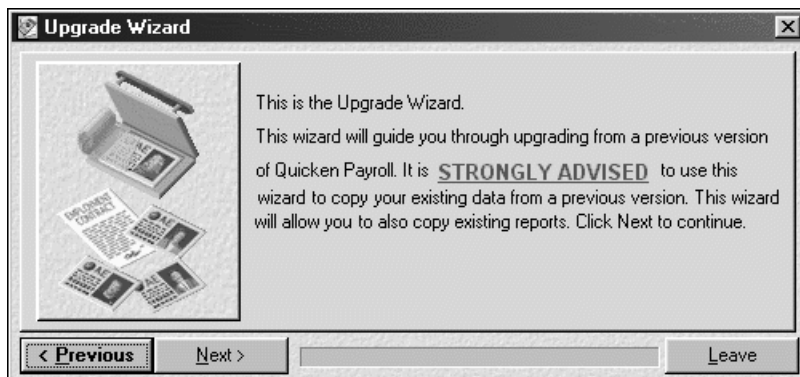 Upgrade Wizard
EMPLOYMENT
CONTRACT
This is the Upgrade Wizard.
This wizard will guide you through upgrading from a previous version
of Quicken Payroll. It is STRONGLY ADVISED to use this
wizard to copy your existing data from a previous version. This wizard
will allow you to also copy existing reports. Click Next to continue.
< Previous
Next >
Leave